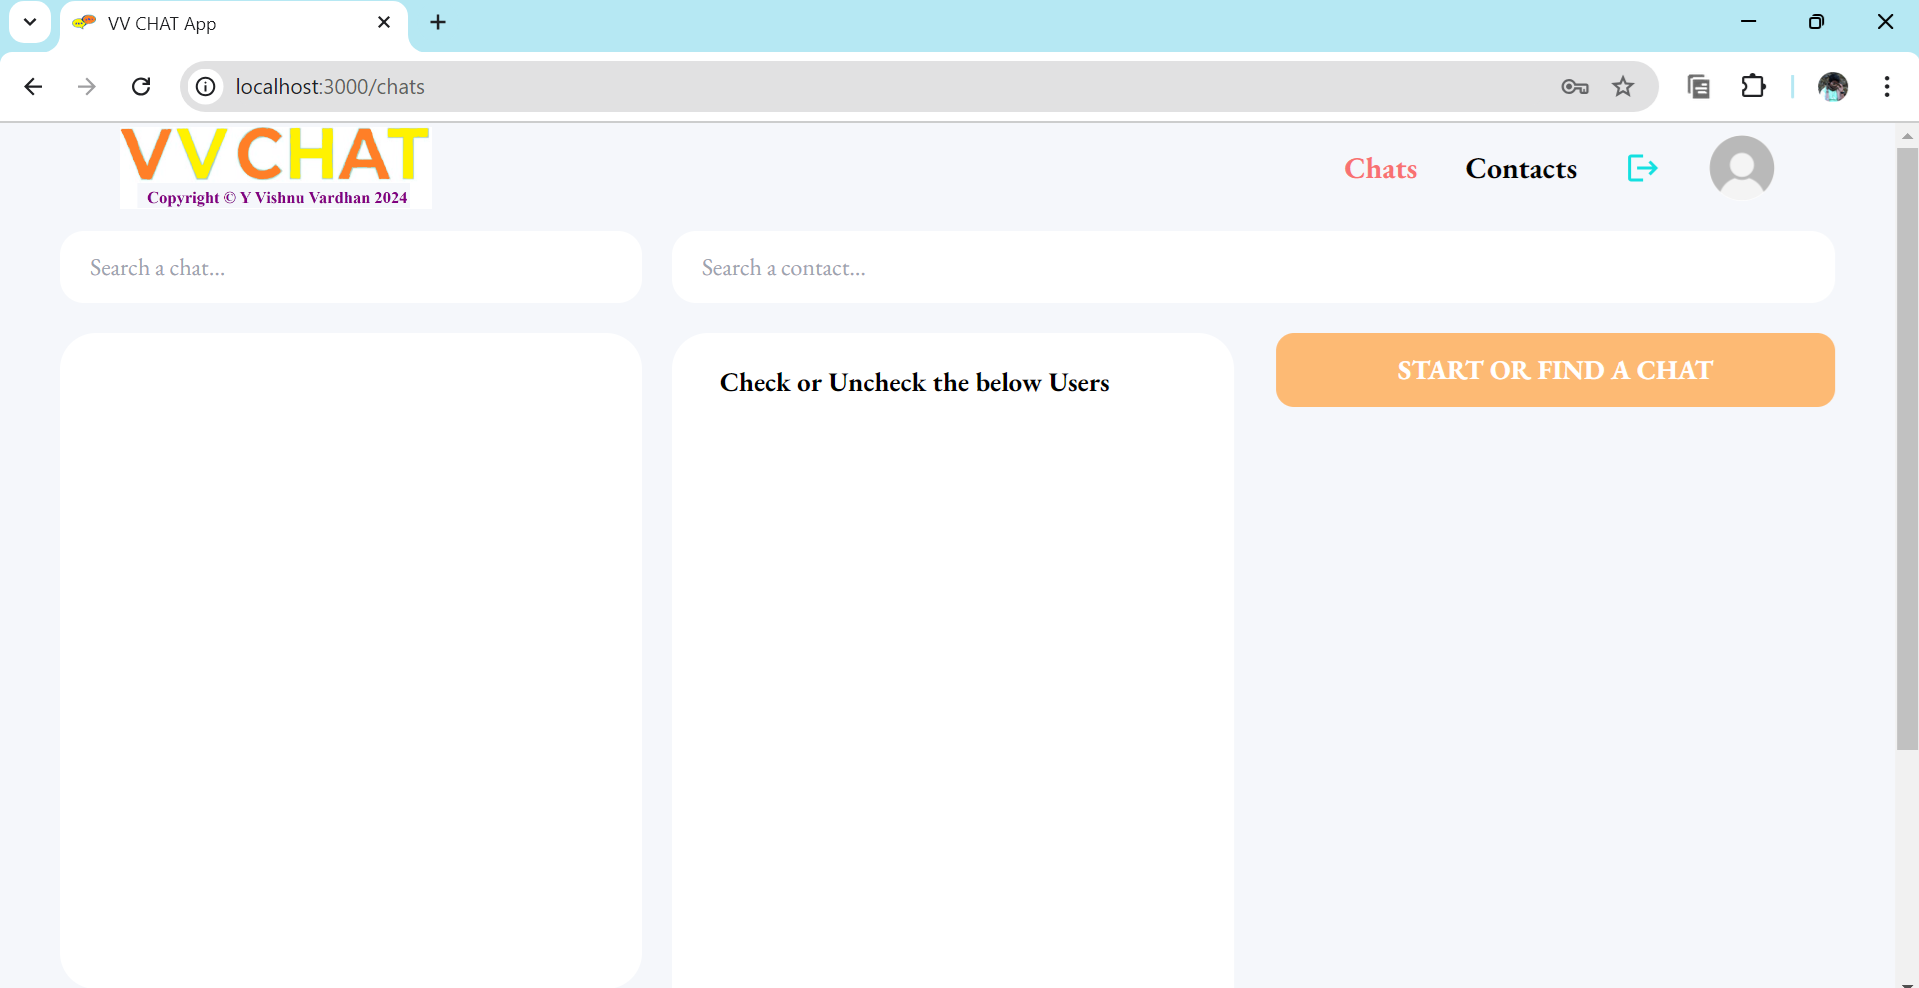 VV CHAT App
localhost:3000/chats
VVCHAT
Copyright © Y Vishnu Vardhan 2024
Chats
Contacts
Search a chat...
Search a contact...
Check or Uncheck the below Users
START OR FIND A CHAT